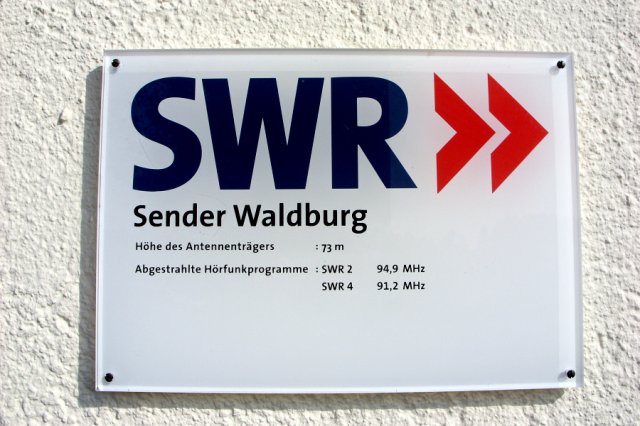 SWR
Sender Waldburg
Höhe des Antennenträgers : 73 m
Abgestrahlte Hörfunkprogramme : SWR 2 94,9 MHz
SWR 4 91,2 MHz